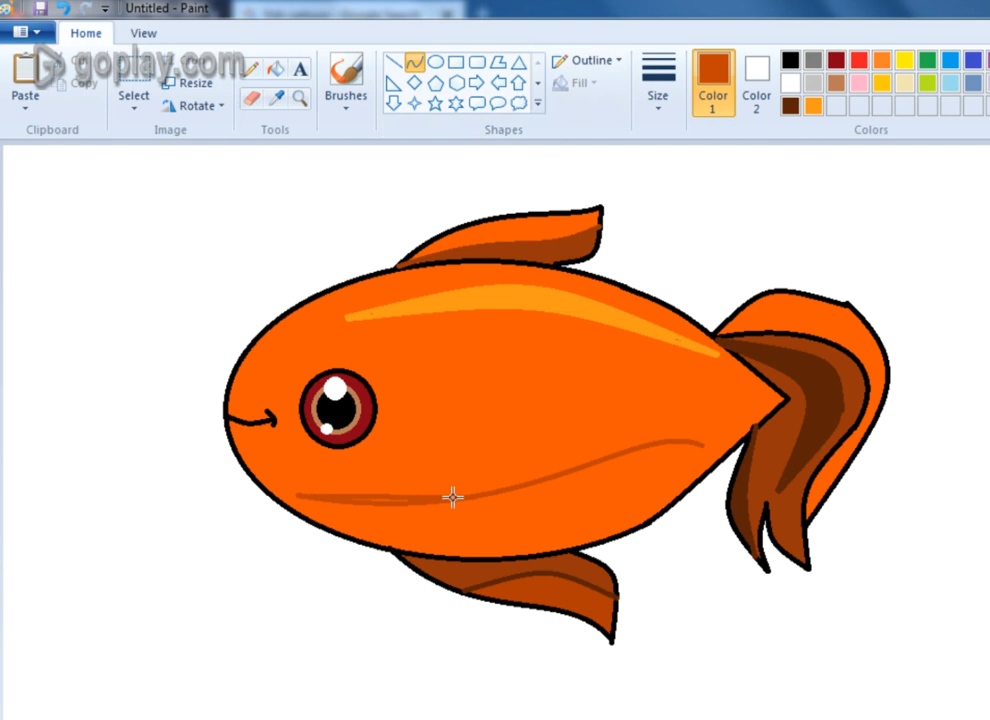 Untitled - Paint
Home
View
goplay.com
Paste
Copy
Select
Resize
Rotate
A
Brushes
Outline
Fill
Size
Color 1
Color 2
Clipboard
Image
Tools
Shapes
Colors